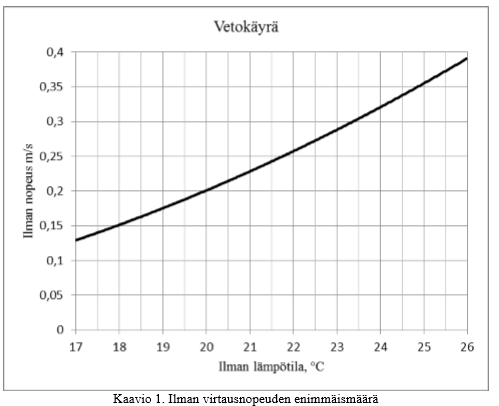 Vetokäyrä
0,4
0,35
0,3
0,25
0,2
0,15
0,1
0,05
0
Ilman nopeus m/s
17 18 19 20 21 22 23 24 25 26
Ilman lämpötila, °C
Kaavio 1. Ilman virtausnopeuden enimmäismäärä